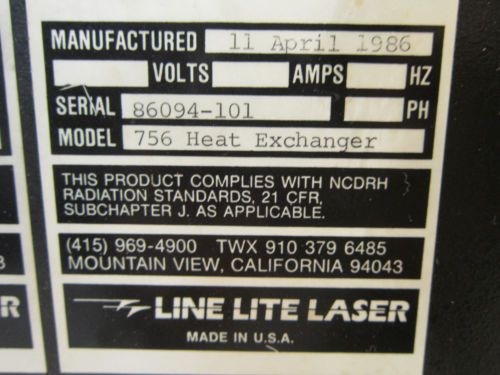 MANUFACTURED 11 April 1986
VOLTS AMPS HZ
SERIAL 86094-101 PH
MODEL 756 Heat Exchanger
THIS PRODUCT COMPLIES WITH NCDRH
RADIATION STANDARDS, 21 CFR,
SUBCHAPTER J. AS APPLICABLE.
(415) 969-4900 TWX 910 379 6485
MOUNTAIN VIEW, CALIFORNIA 94043
LINE LITE LASER
MADE IN U.S.A.